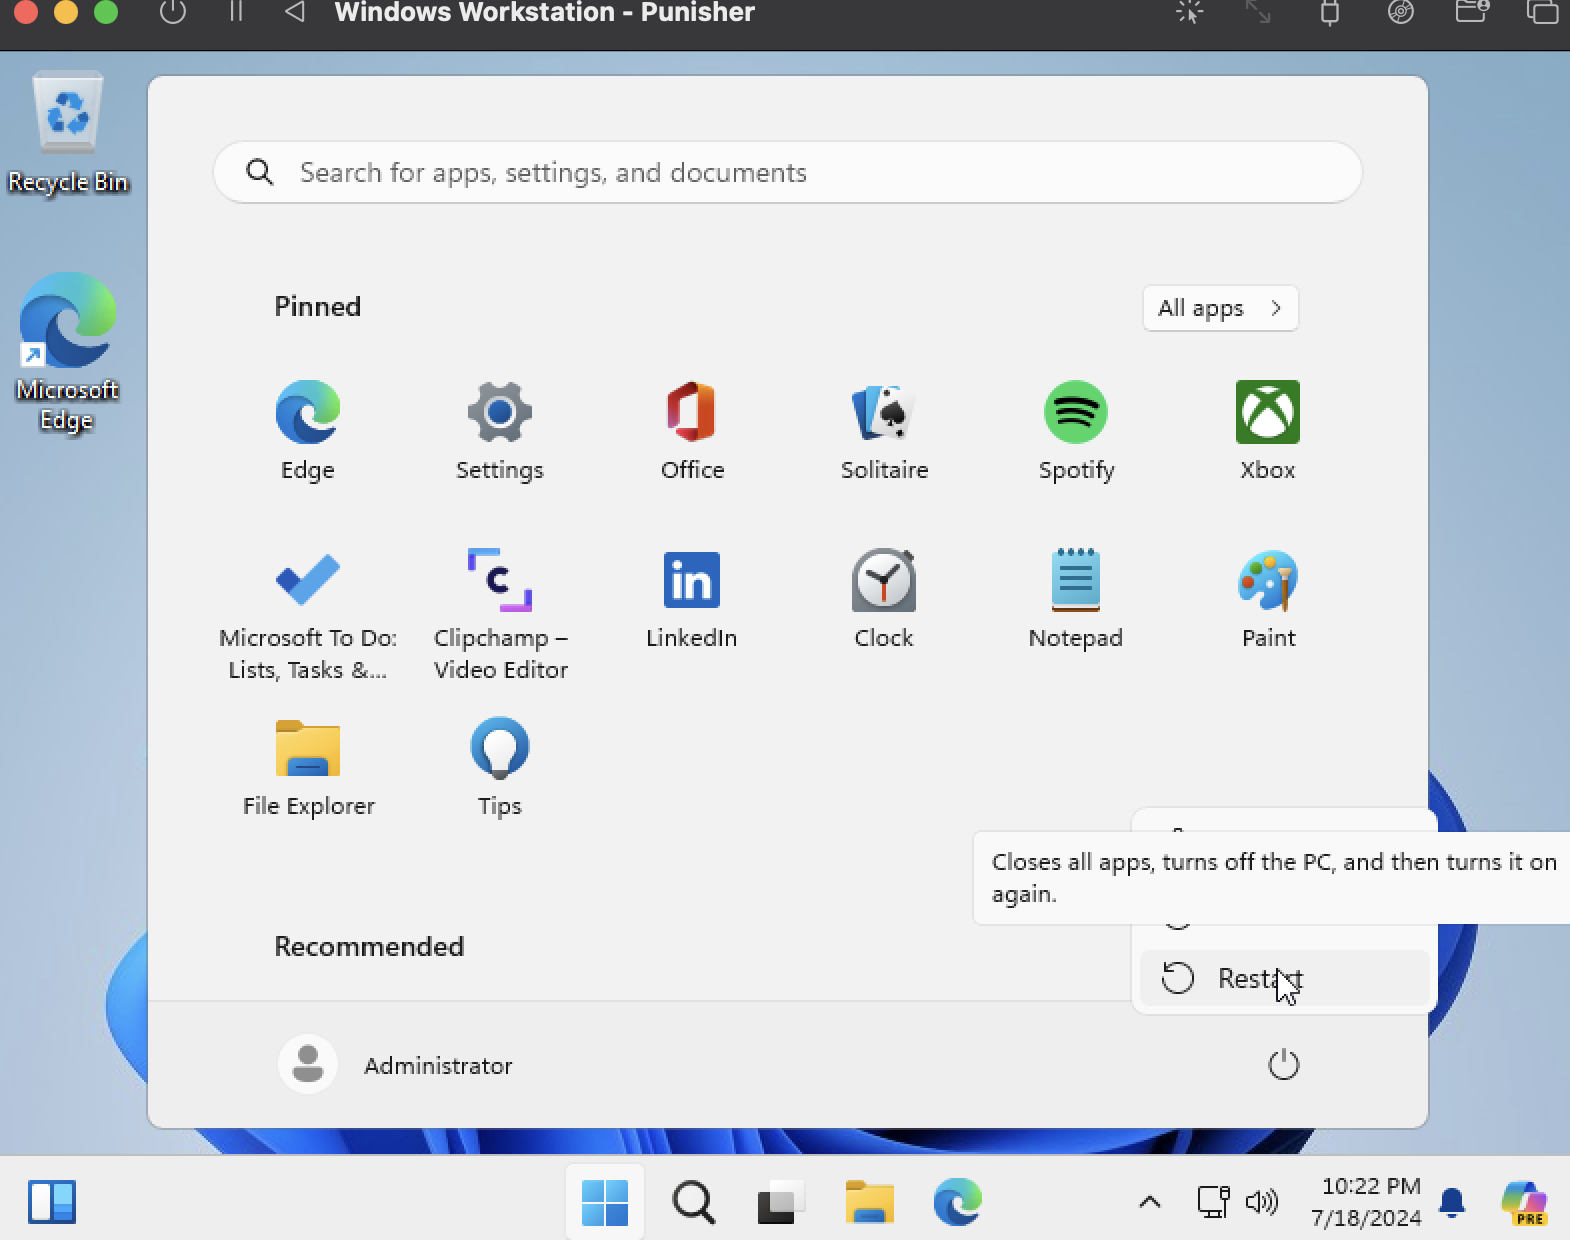 Windows Workstation - Punisher
Recycle Bin
Microsoft
Edge
Search for apps, settings, and documents
Pinned
All apps
Edge
Settings
Office
Solitaire
Spotify
Xbox
Microsoft To Do:
Lists, Tasks &...
Clipchamp –
Video Editor
LinkedIn
Clock
Notepad
Paint
File Explorer
Tips
Closes all apps, turns off the PC, and then turns it on
again.
Recommended
Restart
Administrator
10:22 PM
7/18/2024
PRE